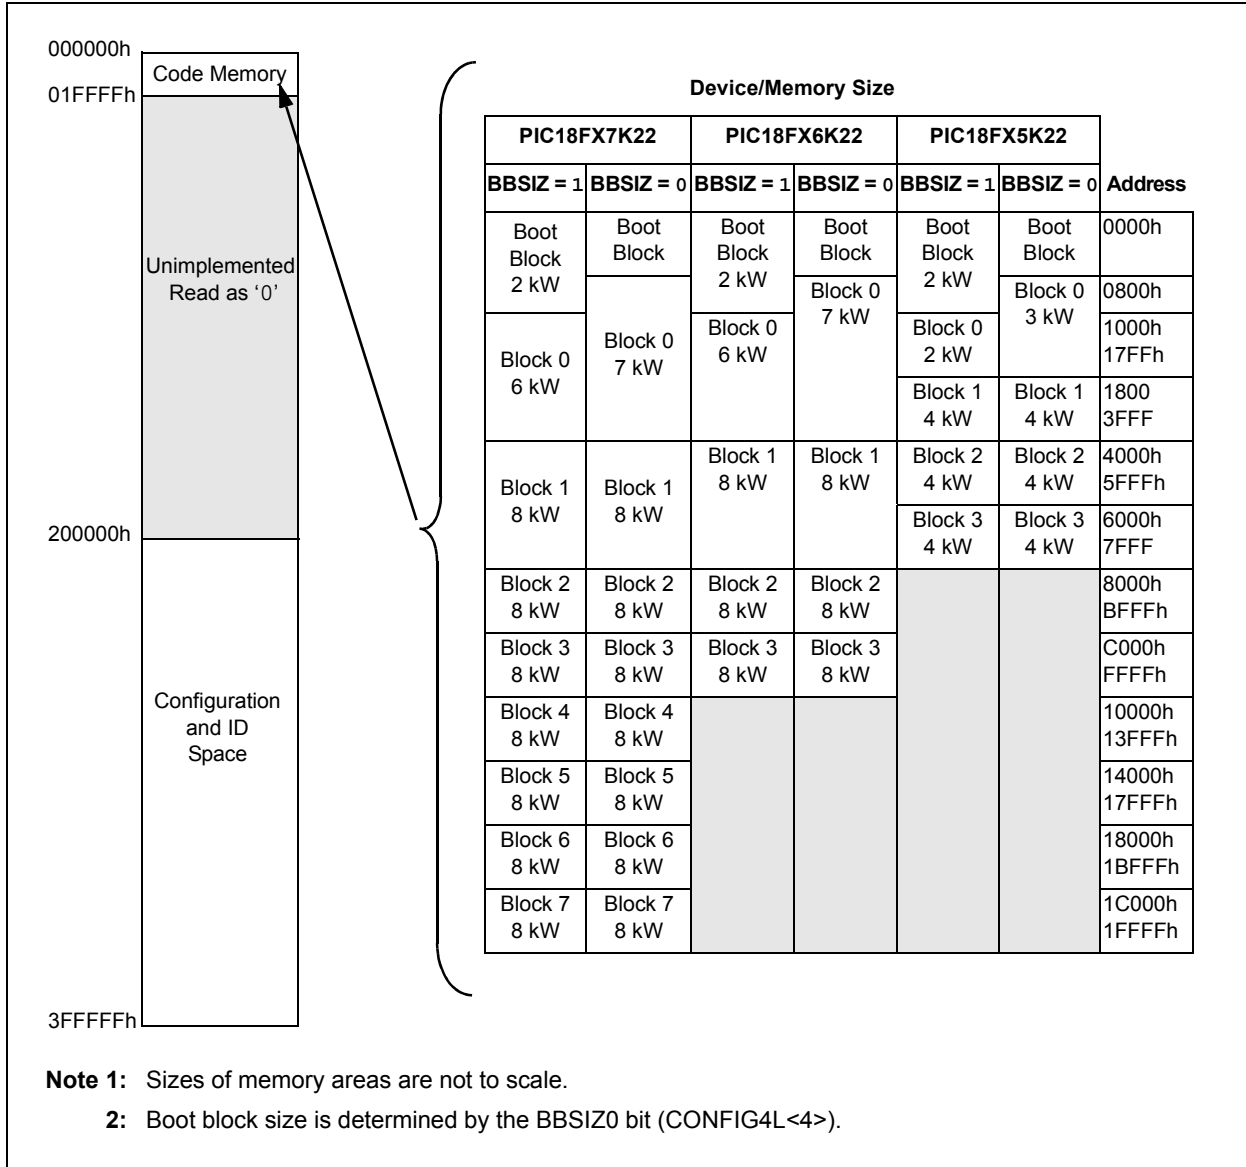 000000h
Code Memory
01FFFFh
Unimplemented
Read as ‘0’
200000h
Configuration
and ID
Space
3FFFFFh
Device/Memory Size
PIC18FX7K22 PIC18FX6K22 PIC18FX5K22
BBSIZ = 1 BBSIZ = 0 BBSIZ = 1 BBSIZ = 0 BBSIZ = 1 BBSIZ = 0 Address
Boot Boot Boot Boot Boot Boot 0000h
Block Block Block Block Block Block
2 kW 2 kW Block 0 2 kW Block 0 0800h
7 kW 3 kW
Block 0 Block 0 Block 0 Block 0 1000h
6 kW 7 kW 6 kW 2 kW 17FFh
Block 1 Block 1 1800
4 kW 4 kW 3FFF
Block 1 Block 1 Block 1 Block 1 Block 2 Block 2 4000h
8 kW 8 kW 8 kW 8 kW 4 kW 4 kW 5FFFh
Block 3 Block 3 6000h
4 kW 4 kW 7FFF
Block 2 Block 2 Block 2 Block 2 8000h
8 kW 8 kW 8 kW 8 kW BFFFh
Block 3 Block 3 Block 3 Block 3 C000h
8 kW 8 kW 8 kW 8 kW FFFFh
Block 4 Block 4 10000h
8 kW 8 kW 13FFFh
Block 5 Block 5 14000h
8 kW 8 kW 17FFFh
Block 6 Block 6 18000h
8 kW 8 kW 1BFFFh
Block 7 Block 7 1C000h
8 kW 8 kW 1FFFFh
Note 1: Sizes of memory areas are not to scale.
2: Boot block size is determined by the BBSIZ0 bit (CONFIG4L<4>).